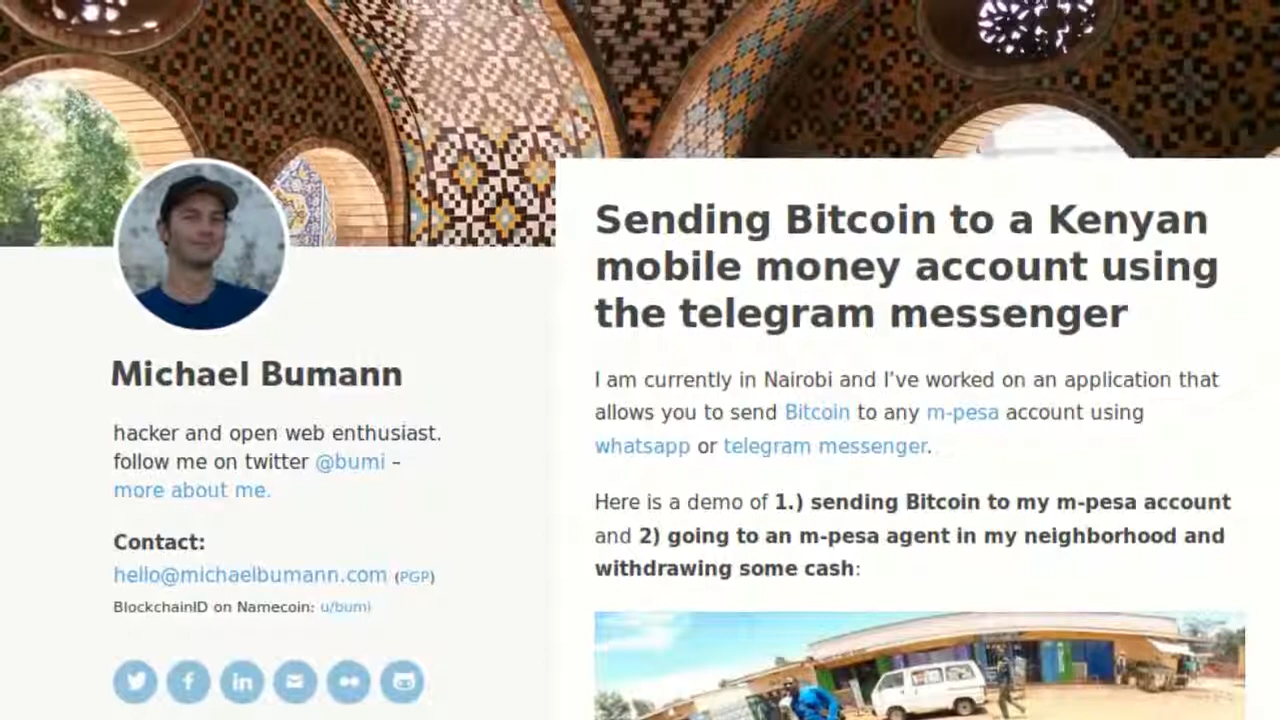 Michael Bumann
hacker and open web enthusiast.
follow me on twitter @bumi –
more about me.
Contact:
hello@michaelbumann.com (PGP)
BlockchainID on Namecoin: u/bumi
Sending Bitcoin to a Kenyan
mobile money account using
the telegram messenger
I am currently in Nairobi and I’ve worked on an application that
allows you to send Bitcoin to any m-pesa account using
whatsapp or telegram messenger.
Here is a demo of 1.) sending Bitcoin to my m-pesa account
and 2) going to an m-pesa agent in my neighborhood and
withdrawing some cash: